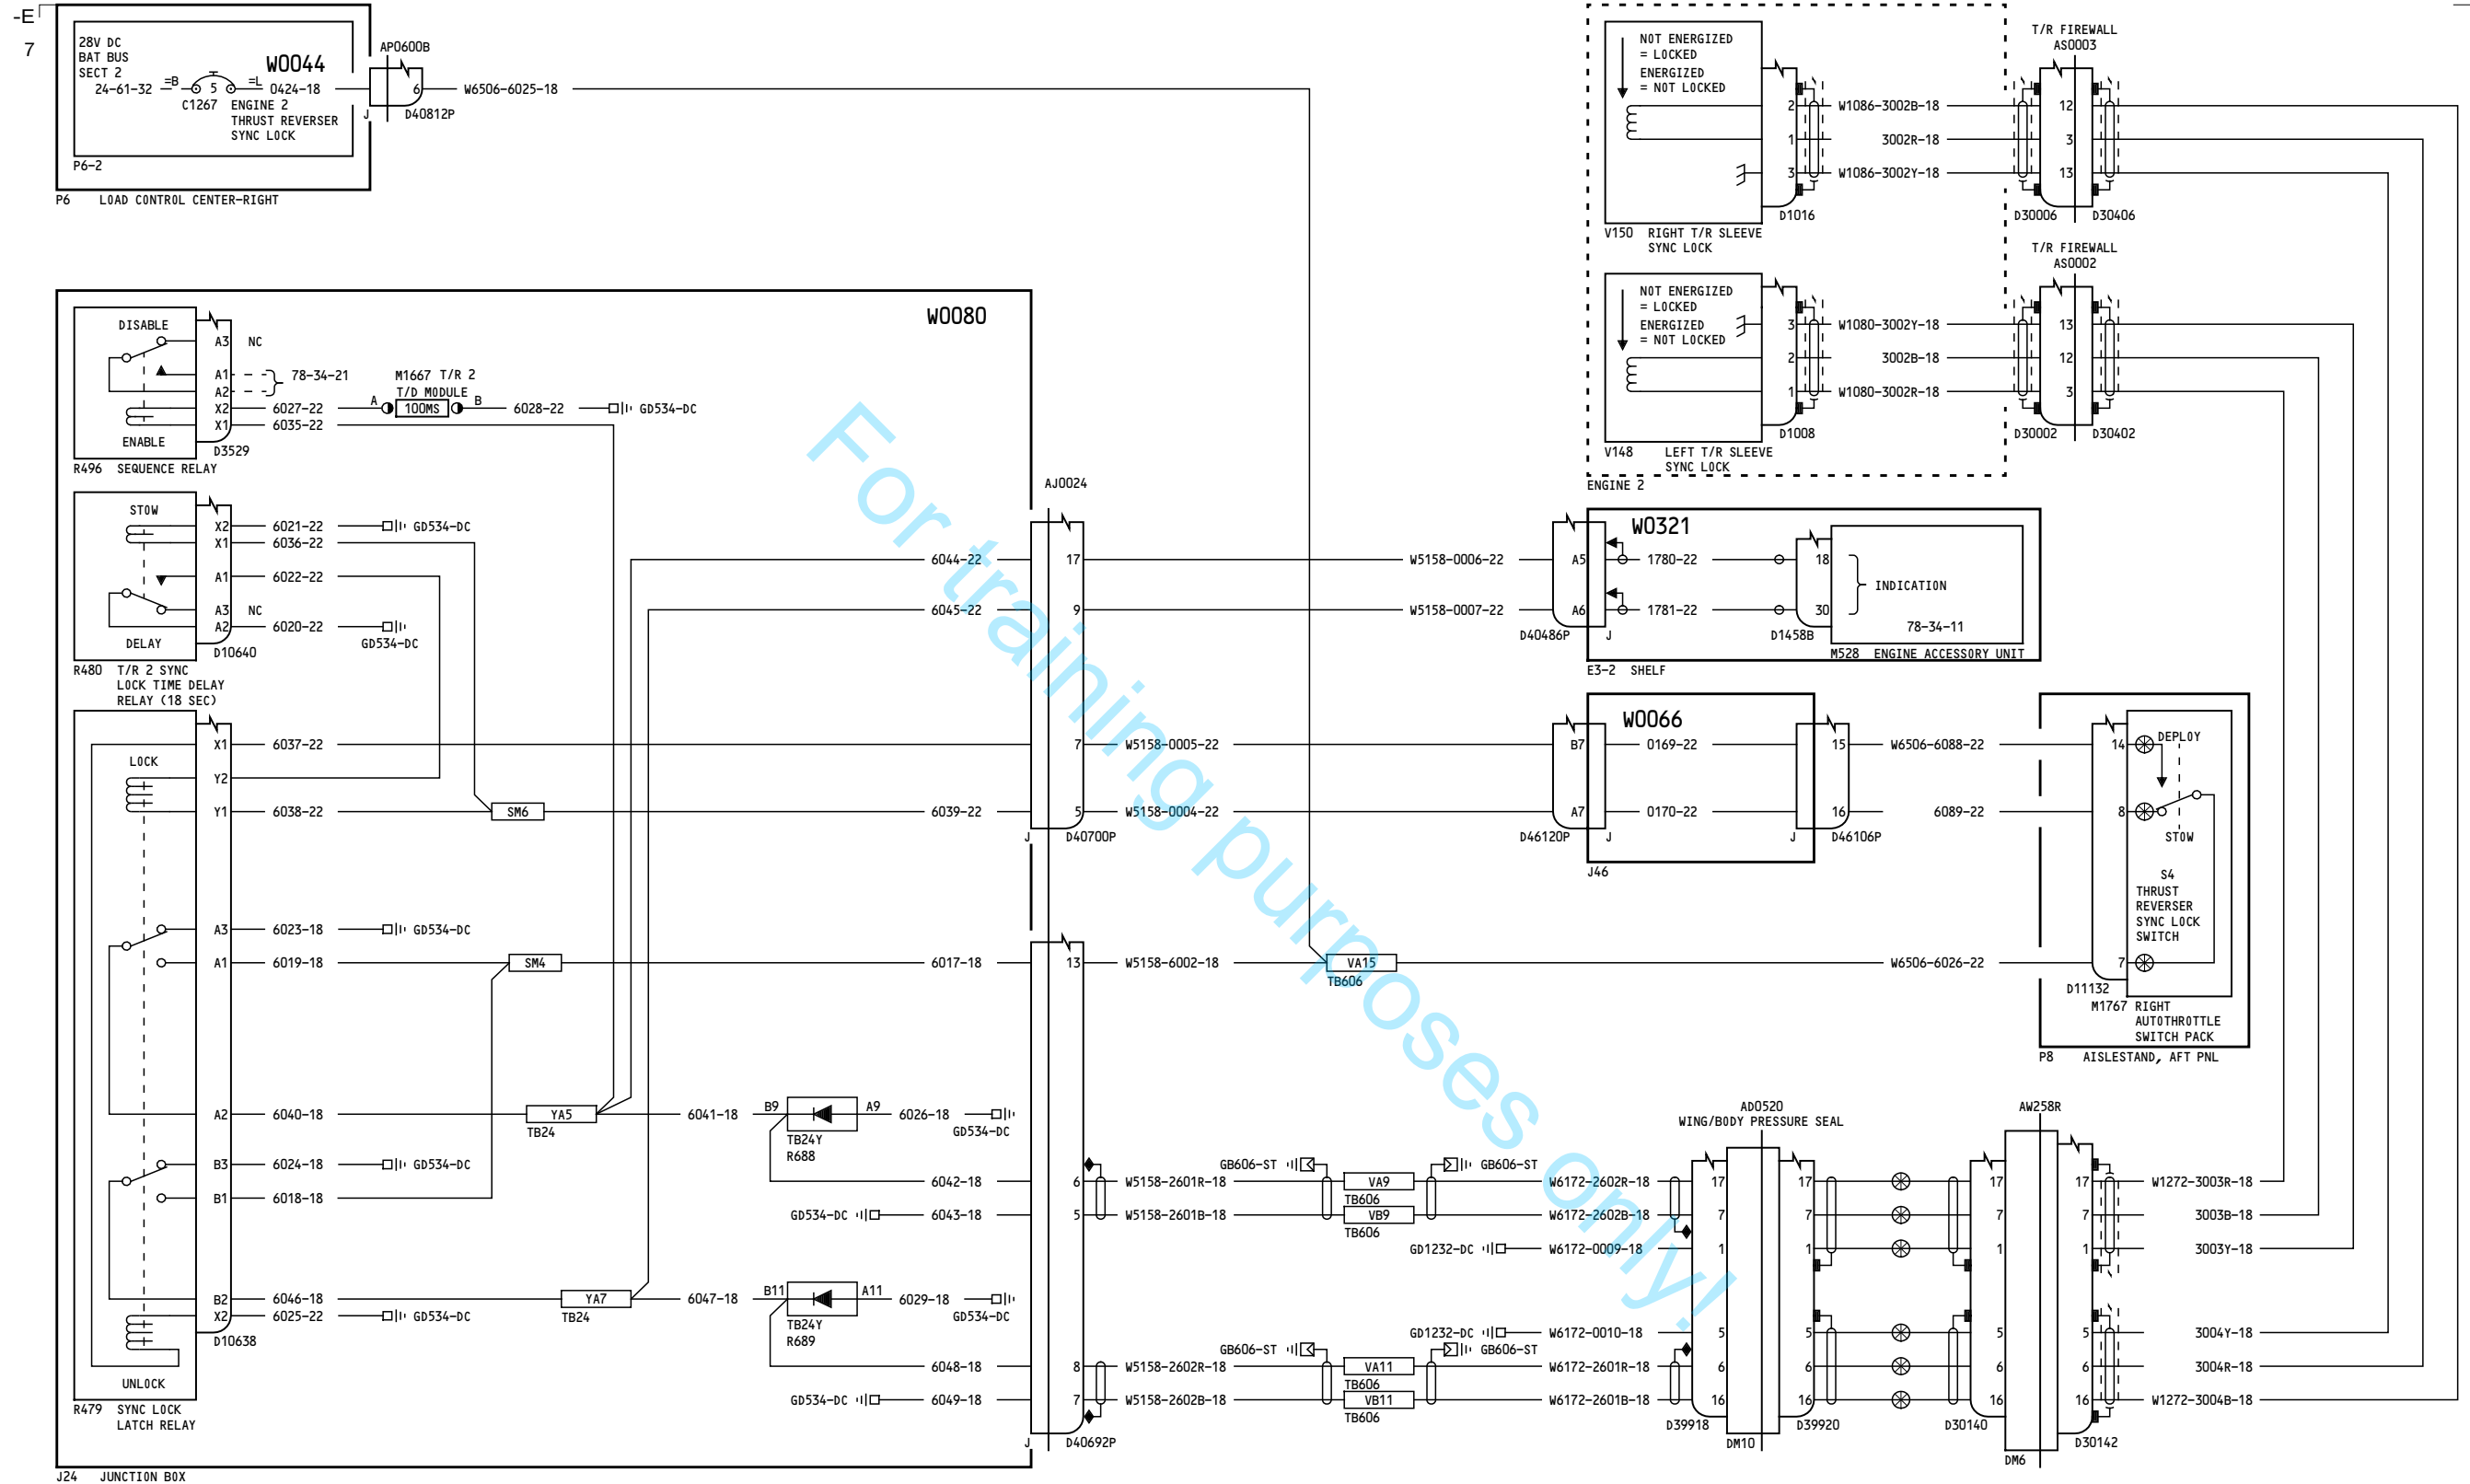 -E
7
28V DC
BAT BUS
SECT 2
24-61-32
=B
5
=L
W0044
0424-18
C1267
ENGINE 2
THRUST REVERSER
SYNC LOCK
P6-2
P6 LOAD CONTROL CENTER-RIGHT
AP0600B
6
J
D40812P
W6506-6025-18
NOT ENERGIZED
= LOCKED
ENERGIZED
= NOT LOCKED
2
1
3
D1016
V150 RIGHT T/R SLEEVE
SYNC LOCK
W1086-3002B-18
3002R-18
W1086-3002Y-18
T/R FIREWALL
AS0003
12
3
13
D30006
D30406
NOT ENERGIZED
= LOCKED
ENERGIZED
= NOT LOCKED
3
2
1
D1008
V148 LEFT T/R SLEEVE
SYNC LOCK
ENGINE 2
W1080-3002Y-18
3002B-18
W1080-3002R-18
T/R FIREWALL
AS0002
13
12
3
D30002
D30402
W0080
DISABLE
A3 NC
A1
A2
78-34-21
X2 6027-22
X1 6035-22
ENABLE
D3529
R496 SEQUENCE RELAY
M1667 T/R 2
T/D MODULE
A 100MS B
6028-22
GD534-DC
STOW
X2 6021-22 GD534-DC
X1 6036-22
A1 6022-22
A3 NC
A2 6020-22
GD534-DC
DELAY
D10640
R480 T/R 2 SYNC
LOCK TIME DELAY
RELAY (18 SEC)
X1 6037-22
LOCK
Y2
Y1 6038-22
SM6
6039-22
A3 6023-18 GD534-DC
A1 6019-18 SM4 6017-18
A2 6040-18 YA5 6041-18
TB24
B9 A9 6026-18
GD534-DC
TB24Y
R688
B3 6024-18 GD534-DC
B1 6018-18
6042-18
GD534-DC 6043-18
B2 6046-18 YA7 6047-18
TB24
B11 A11 6029-18
GD534-DC
TB24Y
R689
X2 6025-22 GD534-DC
D10638
6048-18
UNLOCK
GD534-DC 6049-18
R479 SYNC LOCK
LATCH RELAY
J24 JUNCTION BOX
AJ0024
6044-22 17 W5158-0006-22
6045-22 9 W5158-0007-22
7 W5158-0005-22
5 W5158-0004-22
J D40700P
13 W5158-6002-18
6 W5158-2601R-18
5 W5158-2601B-18
8 W5158-2602R-18
7 W5158-2602B-18
J D40692P
W0321
A5 1780-22 18
A6 1781-22 30
INDICATION
78-34-11
D40486P J D1458B
M528 ENGINE ACCESSORY UNIT
E3-2 SHELF
W0066
B7 0169-22 15 W6506-6088-22
A7 0170-22 16 6089-22
D46120P J J D46106P
J46
14 DEPLOY
8
STOW
S4
THRUST
REVERSER
SYNC LOCK
SWITCH
7
D11132
M1767 RIGHT
AUTOTHROTTLE
SWITCH PACK
P8 AISLESTAND, AFT PNL
VA15
TB606
W6506-6026-22
GB606-ST GB606-ST
VA9
TB606
VB9
TB606
W6172-2602R-18
W6172-2602B-18
GD1232-DC W6172-0009-18
GD1232-DC W6172-0010-18
GB606-ST GB606-ST
VA11
TB606
VB11
TB606
W6172-2601R-18
W6172-2601B-18
AD0520
WING/BODY PRESSURE SEAL
17 17
7 7
1 1
5 5
6 6
16 16
D39918 D39920
DM10
AW258R
17 17 W1272-3003R-18
7 7 3003B-18
1 1 3003Y-18
5 5 3004Y-18
6 6 3004R-18
16 16 W1272-3004B-18
D30140 D30142
DM6
For training purposes only!